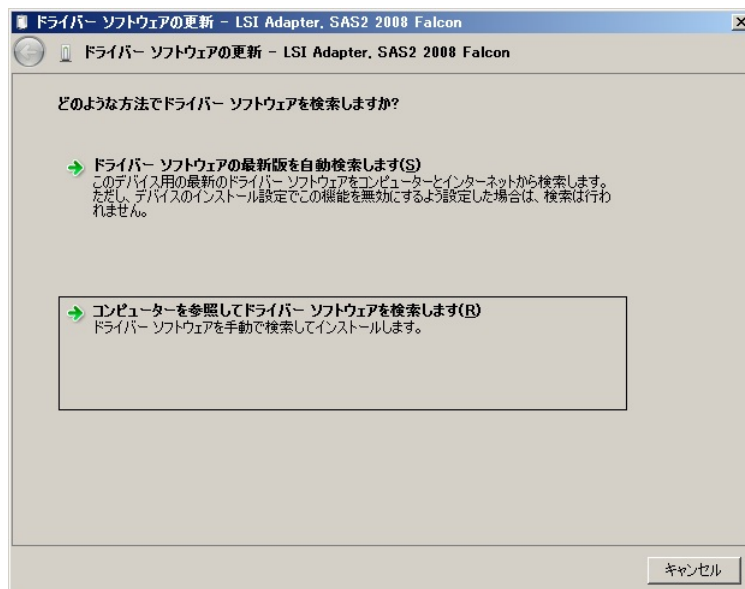 ドライバー ソフトウェアの更新 - LSI Adapter, SAS2 2008 Falcon
ドライバー ソフトウェアの更新 - LSI Adapter, SAS2 2008 Falcon
どのような方法でドライバー ソフトウェアを検索しますか?
ドライバー ソフトウェアの最新版を自動検索します(S)
このデバイス用の最新のドライバー ソフトウェアをコンピューターとインターネットから検索します。
ただし、デバイスのインストール設定でこの機能を無効にするよう設定した場合は、検索は行わ
れません。
コンピューターを参照してドライバー ソフトウェアを検索します(R)
ドライバー ソフトウェアを手動で検索してインストールします。
キャンセル